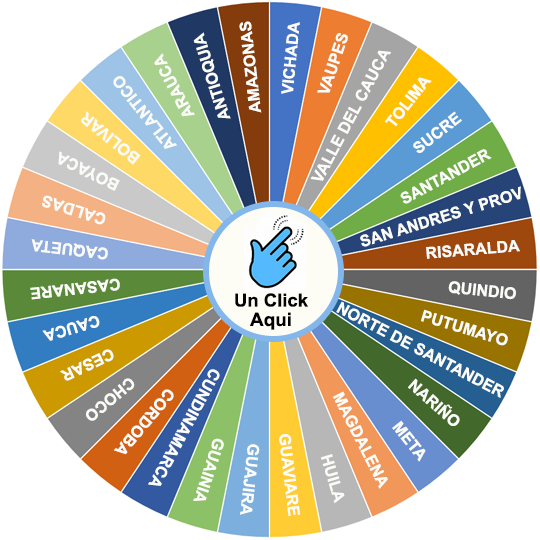 VICHADA
VAUPES
VALLE DEL CAUCA
TOLIMA
SUCRE
SANTANDER
SAN ANDRES Y PROV
RISARALDA
QUINDIO
PUTUMAYO
NORTE DE SANTANDER
NARIÑO
META
MAGDALENA
HUILA
GUAVIARE
GUAJIRA
GUAINIA
CUNDINAMARCA
CORDOBA
CHOCO
CESAR
CAUCA
CASANARE
CAQUETA
CALDAS
BOYACA
BOLIVAR
ATLANTICO
ARAUCA
ANTIOQUIA
AMAZONAS
Un Click
Aqui